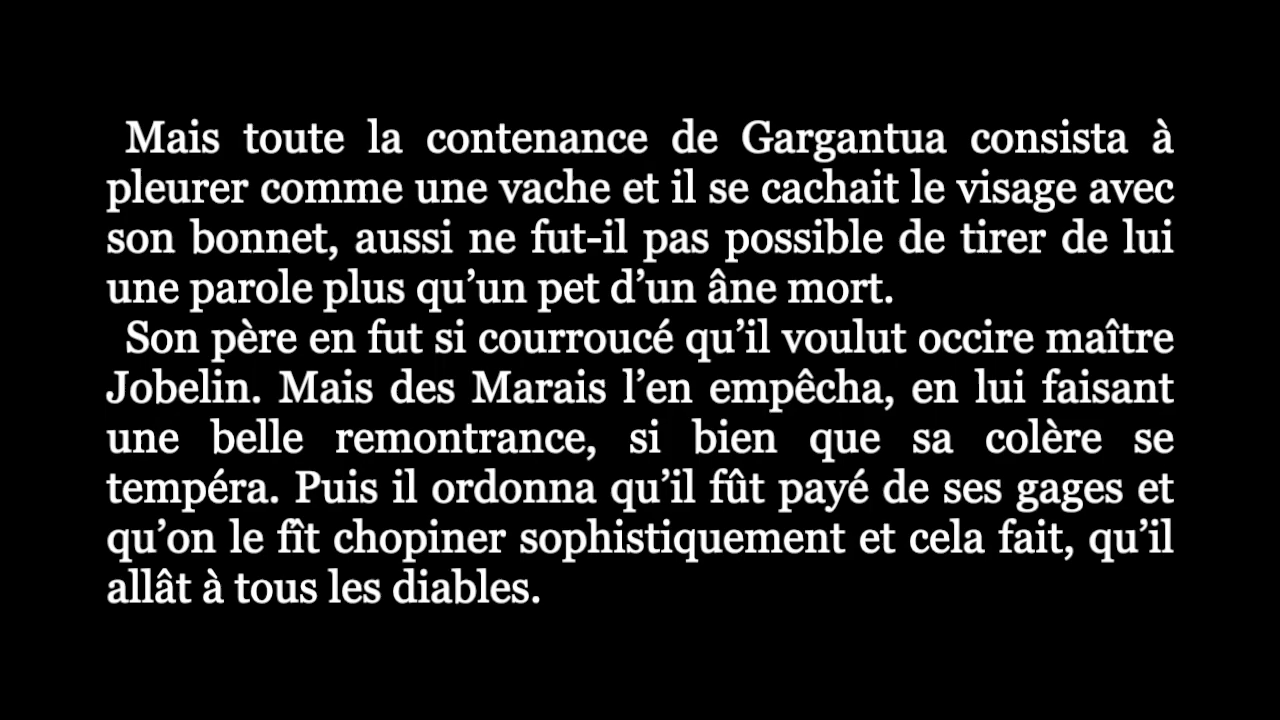 Mais toute la contenance de Gargantua consista à
pleurer comme une vache et il se cachait le visage avec
son bonnet, aussi ne fut-il pas possible de tirer de lui
une parole plus qu’un pet d’un âne mort.
Son père en fut si courroucé qu’il voulut occire maître
Jobelin. Mais des Marais l’en empêcha, en lui faisant
une belle remontrance, si bien que sa colère se
tempéra. Puis il ordonna qu’il fût payé de ses gages et
qu’on le fît chopiner sophistiquement et cela fait, qu’il
allât à tous les diables.